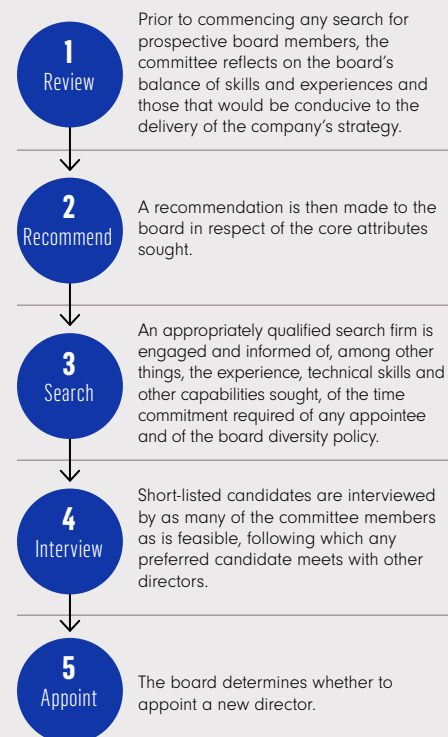 1
Review
Prior to commencing any search for
prospective board members, the
committee reflects on the board’s
balance of skills and experiences and
those that would be conducive to the
delivery of the company’s strategy.
2
Recommend
A recommendation is then made to the
board in respect of the core attributes
sought.
3
Search
An appropriately qualified search firm is
engaged and informed of, among other
things, the experience, technical skills and
other capabilities sought, of the time
commitment required of any appointee
and of the board diversity policy.
4
Interview
Short-listed candidates are interviewed
by as many of the committee members
as is feasible, following which any
preferred candidate meets with other
directors.
5
Appoint
The board determines whether to
appoint a new director.